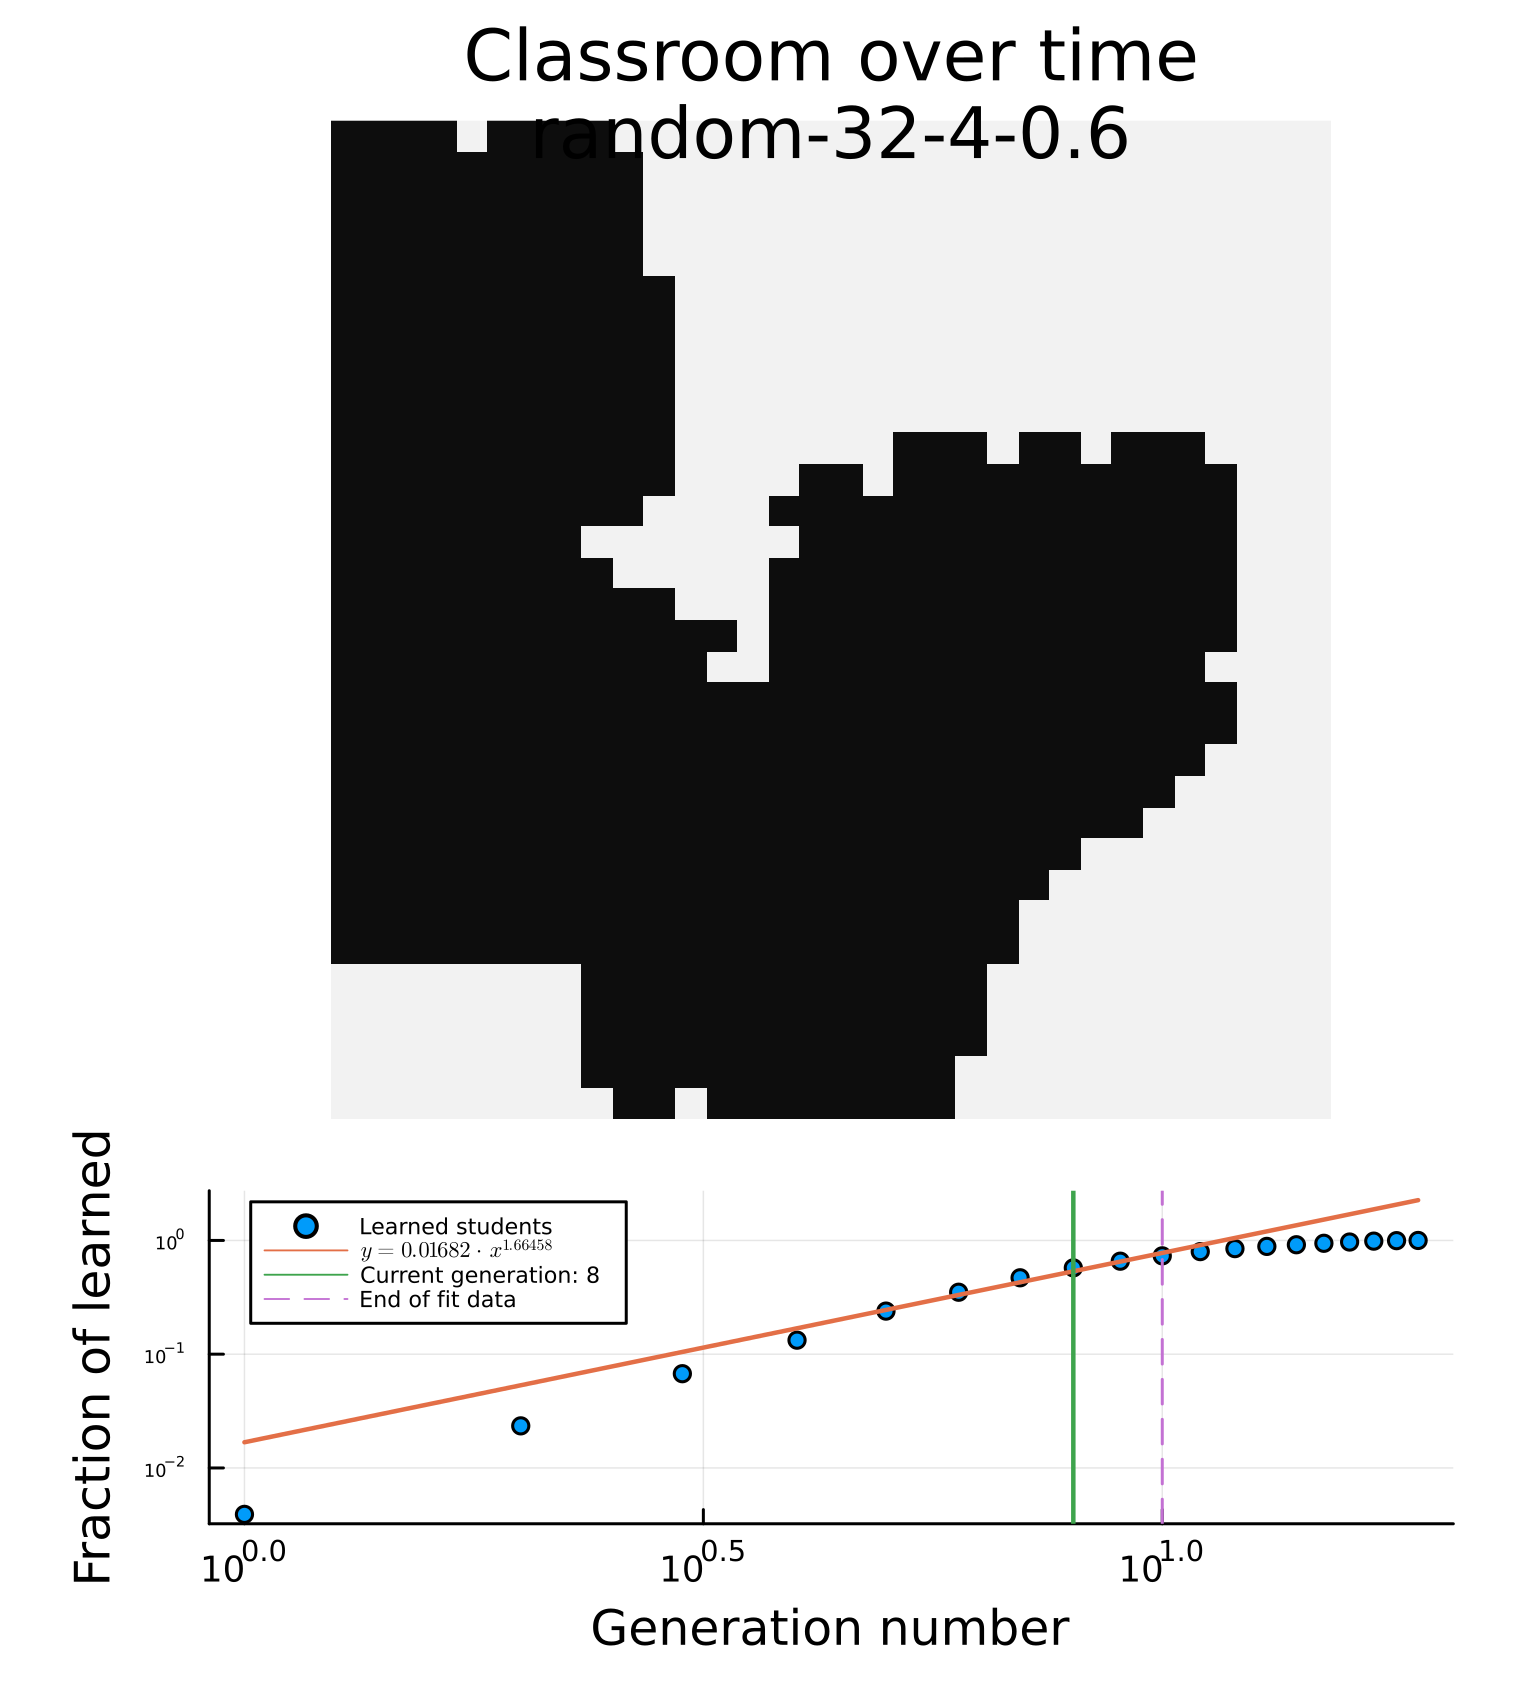 Classroom over time
random-32-4-0.6
Fraction of learned
10⁰
10⁻¹
10⁻²
Learned students
y = 0.01682 · x^1.66458
Current generation: 8
End of fit data
10^0.0
10^0.5
10^1.0
Generation number